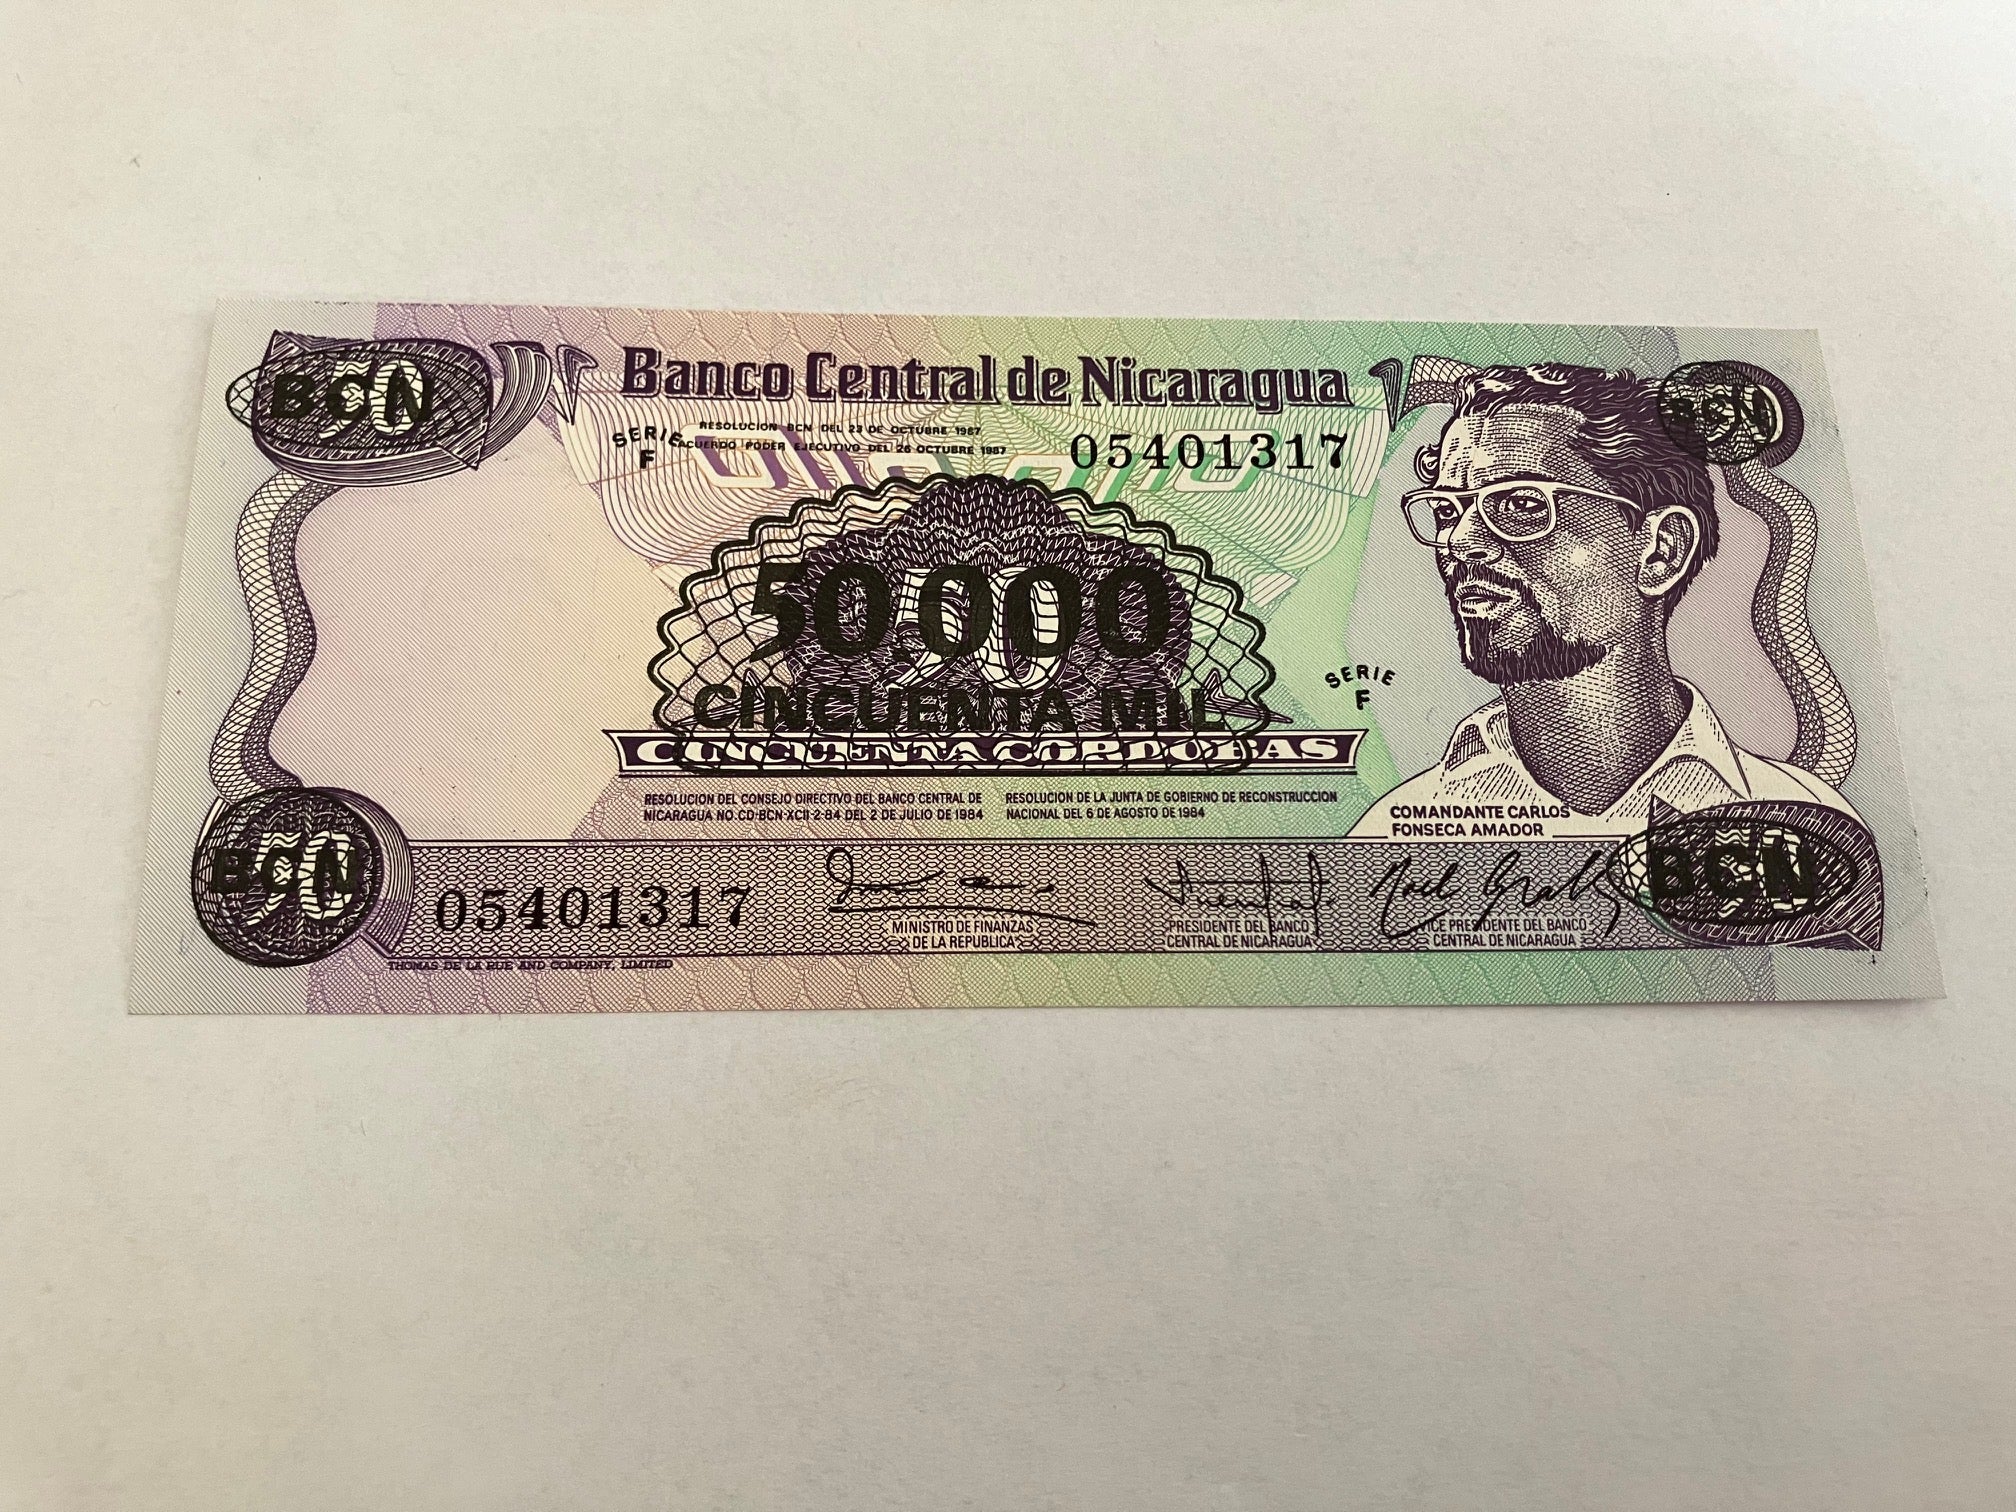 BCN
50
Banco Central de Nicaragua
BCN
50
RESOLUCION BCN DEL 23 DE OCTUBRE 1987
ACUERDO PODER EJECUTIVO DEL 26 OCTUBRE 1987
SERIE
F
05401317
50.000
50
CINCUENTA MIL
CINCUENTA CORDOBAS
SERIE
F
RESOLUCION DEL CONSEJO DIRECTIVO DEL BANCO CENTRAL DE
NICARAGUA NO.CD-BCN-XCII-2-84 DEL 2 DE JULIO DE 1984
RESOLUCION DE LA JUNTA DE GOBIERNO DE RECONSTRUCCION
NACIONAL DEL 6 DE AGOSTO DE 1984
COMANDANTE CARLOS
FONSECA AMADOR
BCN
50
05401317
MINISTRO DE FINANZAS
DE LA REPUBLICA
PRESIDENTE DEL BANCO
CENTRAL DE NICARAGUA
VICE PRESIDENTE DEL BANCO
CENTRAL DE NICARAGUA
BCN
50
THOMAS DE LA RUE AND COMPANY, LIMITED